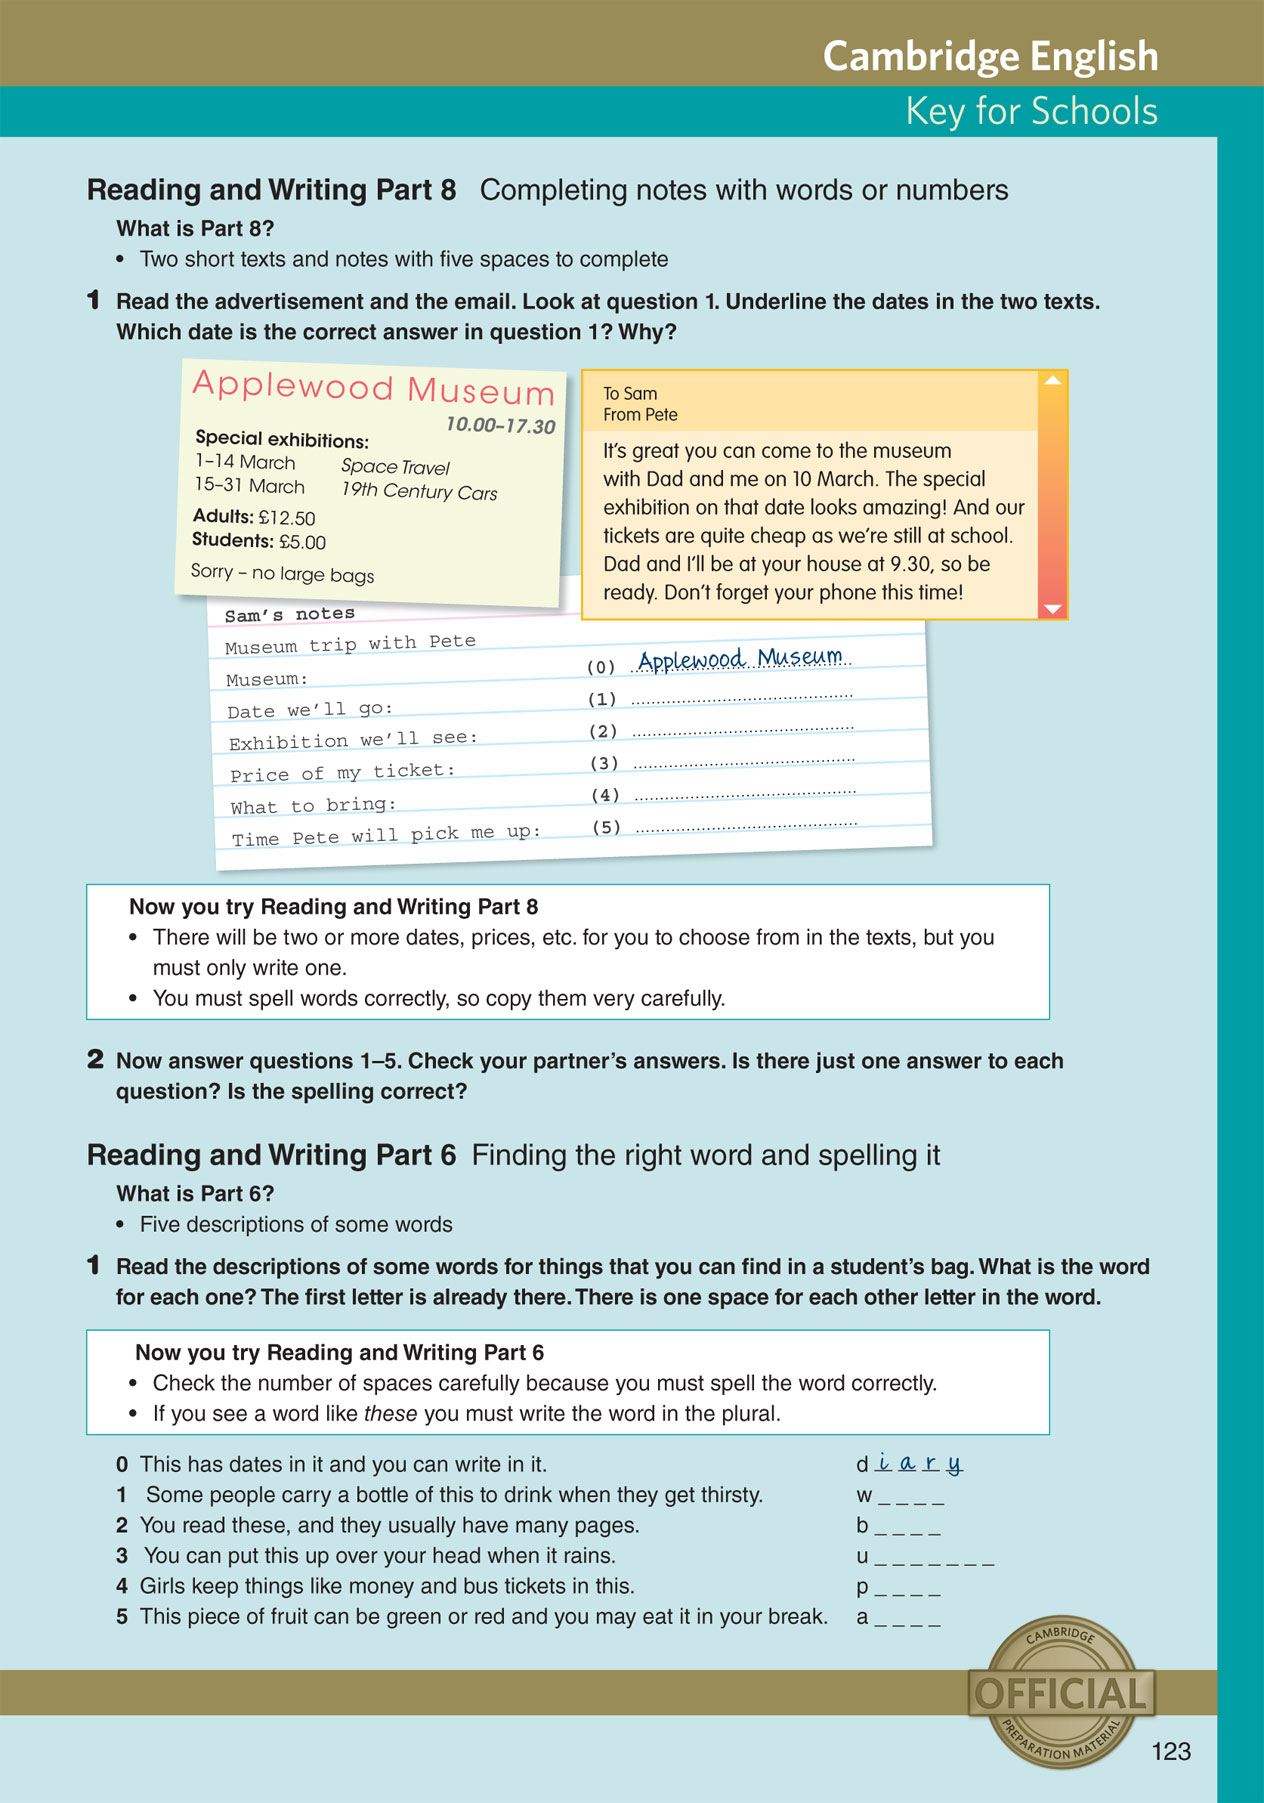 Cambridge English
Key for Schools
Reading and Writing Part 8 Completing notes with words or numbers
What is Part 8?
• Two short texts and notes with five spaces to complete
1 Read the advertisement and the email. Look at question 1. Underline the dates in the two texts.
Which date is the correct answer in question 1? Why?
Applewood Museum
10.00–17.30
Special exhibitions:
1–14 March Space Travel
15–31 March 19th Century Cars
Adults: £12.50
Students: £5.00
Sorry – no large bags
To Sam
From Pete
It's great you can come to the museum
with Dad and me on 10 March. The special
exhibition on that date looks amazing! And our
tickets are quite cheap as we're still at school.
Dad and I'll be at your house at 9.30, so be
ready. Don't forget your phone this time!
Sam's notes
Museum trip with Pete
Museum: (0) Applewood Museum
Date we'll go: (1) ........................................
Exhibition we'll see: (2) ........................................
Price of my ticket: (3) ........................................
What to bring: (4) ........................................
Time Pete will pick me up: (5) ........................................
Now you try Reading and Writing Part 8
• There will be two or more dates, prices, etc. for you to choose from in the texts, but you
must only write one.
• You must spell words correctly, so copy them very carefully.
2 Now answer questions 1–5. Check your partner's answers. Is there just one answer to each
question? Is the spelling correct?
Reading and Writing Part 6 Finding the right word and spelling it
What is Part 6?
• Five descriptions of some words
1 Read the descriptions of some words for things that you can find in a student's bag. What is the word
for each one? The first letter is already there. There is one space for each other letter in the word.
Now you try Reading and Writing Part 6
• Check the number of spaces carefully because you must spell the word correctly.
• If you see a word like these you must write the word in the plural.
0 This has dates in it and you can write in it. d i a r y
1 Some people carry a bottle of this to drink when they get thirsty. w _ _ _ _
2 You read these, and they usually have many pages. b _ _ _ _
3 You can put this up over your head when it rains. u _ _ _ _ _ _ _
4 Girls keep things like money and bus tickets in this. p _ _ _ _
5 This piece of fruit can be green or red and you may eat it in your break. a _ _ _ _
CAMBRIDGE
OFFICIAL
PREPARATION MATERIAL
123